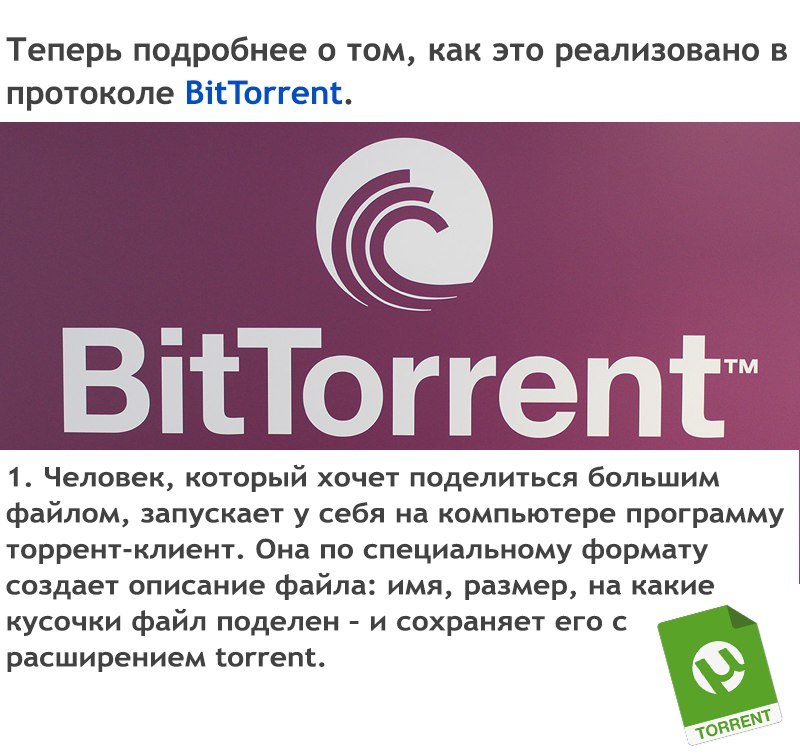 Теперь подробнее о том, как это реализовано в
протоколе BitTorrent.
BitTorrent™
1. Человек, который хочет поделиться большим
файлом, запускает у себя на компьютере программу
торрент-клиент. Она по специальному формату
создает описание файла: имя, размер, на какие
кусочки файл поделен – и сохраняет его с
расширением torrent.
µ
TORRENT